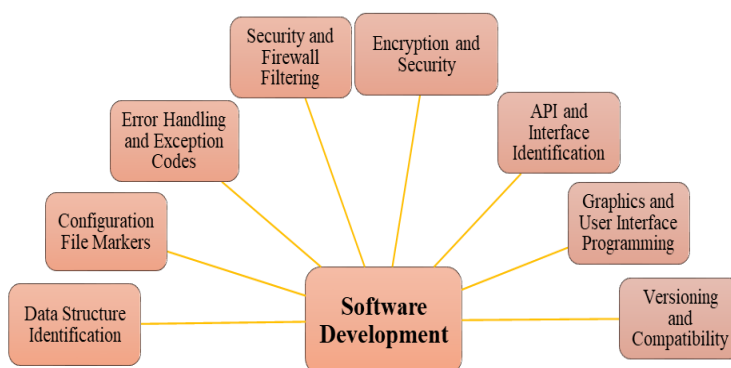 Security and
Firewall
Filtering
Encryption and
Security
Error Handling
and Exception
Codes
API and
Interface
Identification
Configuration
File Markers
Graphics and
User Interface
Programming
Data Structure
Identification
Software
Development
Versioning
and
Compatibility